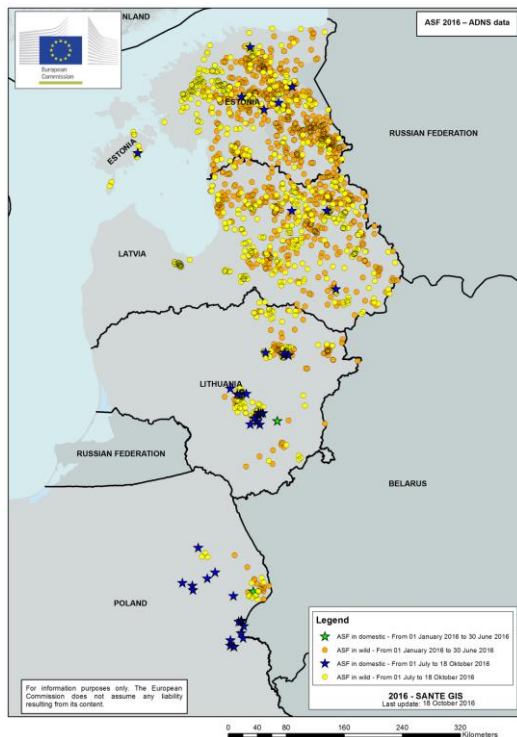 NLAND
ASF 2016 – ADNS data
European
Commission
ESTONIA
RUSSIAN FEDERATION
ESTONIA
LATVIA
LITHUANIA
RUSSIAN FEDERATION
BELARUS
POLAND
Legend
ASF in domestic - From 01 January 2016 to 30 June 2016
ASF in wild - From 01 January 2016 to 30 June 2016
ASF in domestic - From 01 July to 18 Oktober 2016
ASF in wild - From 01 July to 18 Oktober 2016
2016 - SANTE GIS
Last update: 18 October 2016
For information purposes only. The European
Commission does not assume any liability
resulting from its content.
0 20 40 80 160 240 320
Kilometers